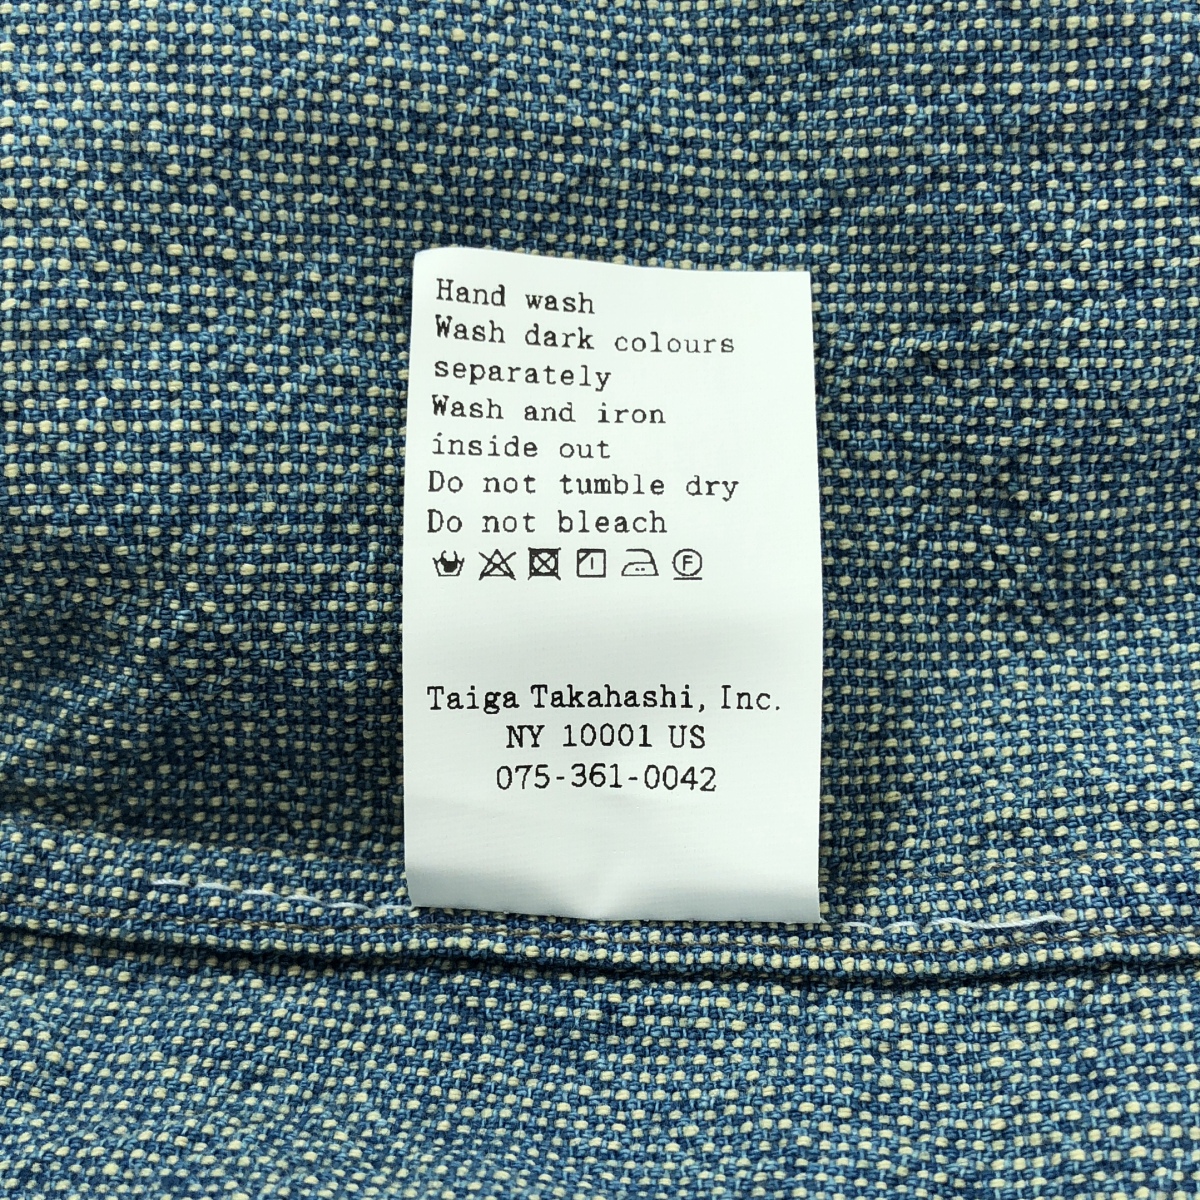 Hand wash
Wash dark colours
separately
Wash and iron
inside out
Do not tumble dry
Do not bleach
F
Taiga Takahashi, Inc.
NY 10001 US
075-361-0042